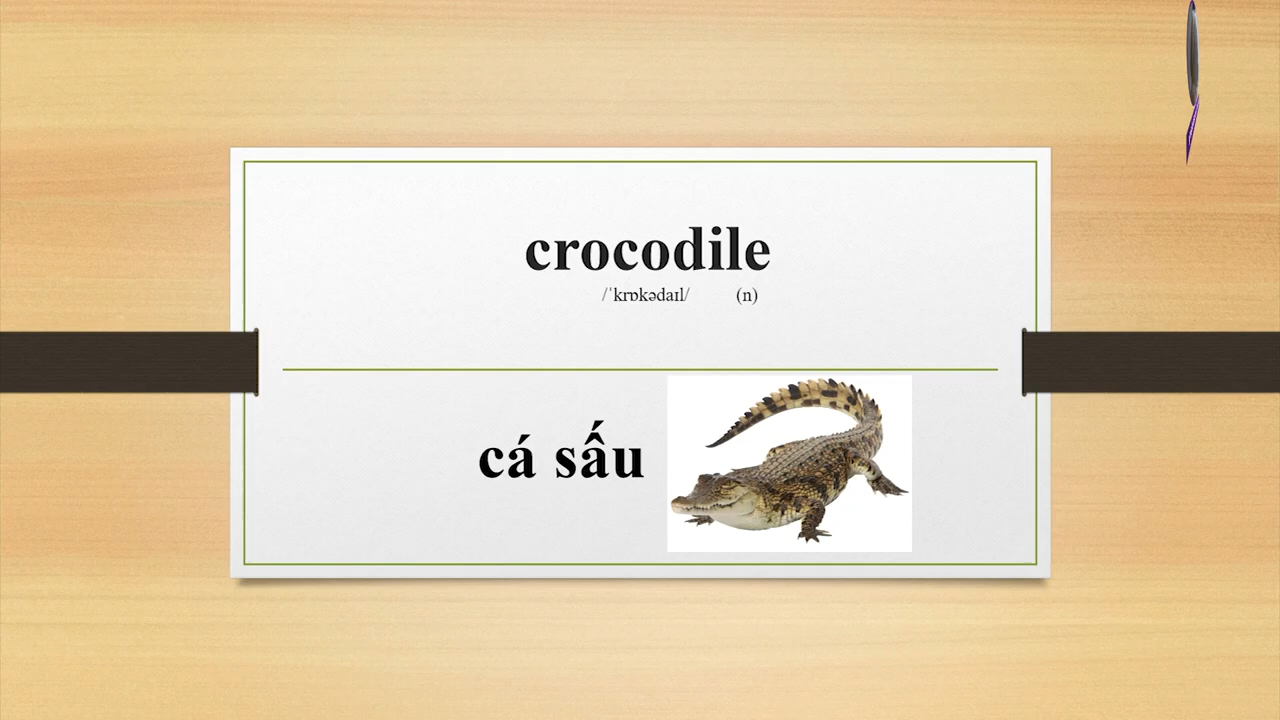 crocodile
/ˈkrɒkədaɪl/ (n)
cá sấu